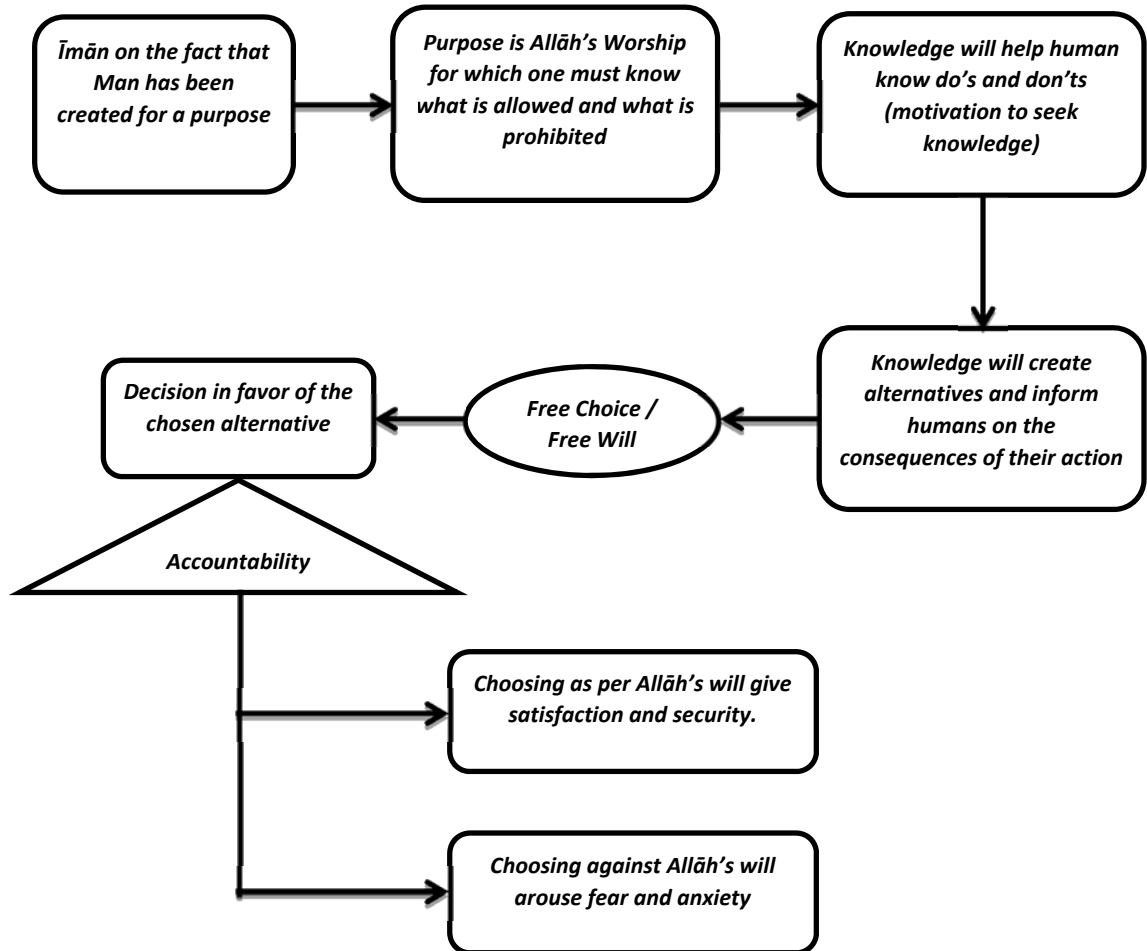 Īmān on the fact that
Man has been
created for a purpose
Purpose is Allāh’s Worship
for which one must know
what is allowed and what is
prohibited
Knowledge will help human
know do’s and don’ts
(motivation to seek
knowledge)
Knowledge will create
alternatives and inform
humans on the
consequences of their action
Free Choice /
Free Will
Decision in favor of the
chosen alternative
Accountability
Choosing as per Allāh’s will give
satisfaction and security.
Choosing against Allāh’s will
arouse fear and anxiety